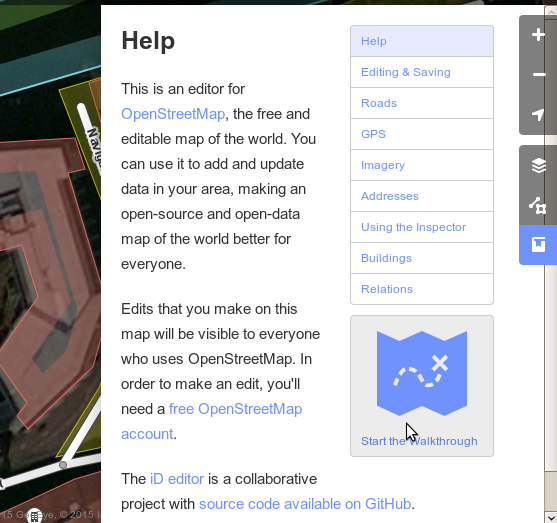 Help
This is an editor for
OpenStreetMap, the free and
editable map of the world. You
can use it to add and update
data in your area, making an
open-source and open-data
map of the world better for
everyone.
Edits that you make on this
map will be visible to everyone
who uses OpenStreetMap. In
order to make an edit, you'll
need a free OpenStreetMap
account.
The iD editor is a collaborative
project with source code available on GitHub.
Help
Editing & Saving
Roads
GPS
Imagery
Addresses
Using the Inspector
Buildings
Relations
Start the Walkthrough